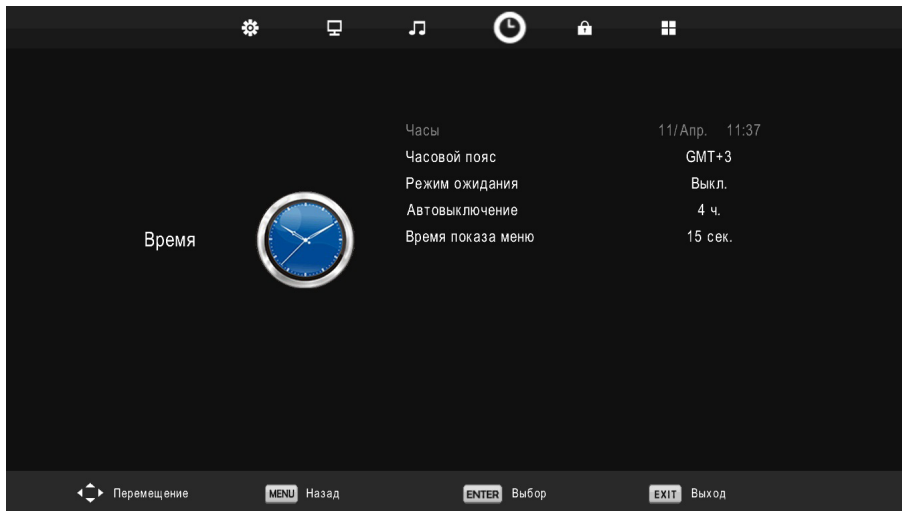 Часы 11/Апр. 11:37
Часовой пояс GMT+3
Режим ожидания Выкл.
Автовыключение 4 ч.
Время
Время показа меню 15 сек.
Перемещение MENU Назад ENTER Выбор EXIT Выход